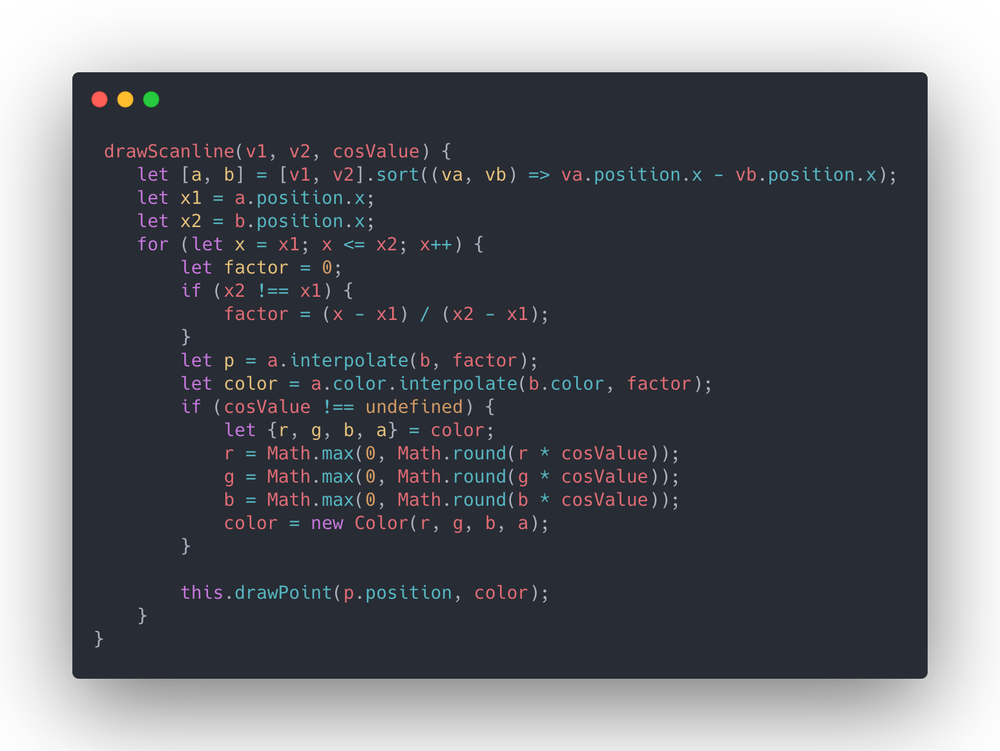 drawScanline(v1, v2, cosValue) {
    let [a, b] = [v1, v2].sort((va, vb) => va.position.x - vb.position.x);
    let x1 = a.position.x;
    let x2 = b.position.x;
    for (let x = x1; x <= x2; x++) {
        let factor = 0;
        if (x2 !== x1) {
            factor = (x - x1) / (x2 - x1);
        }
        let p = a.interpolate(b, factor);
        let color = a.color.interpolate(b.color, factor);
        if (cosValue !== undefined) {
            let {r, g, b, a} = color;
            r = Math.max(0, Math.round(r * cosValue));
            g = Math.max(0, Math.round(g * cosValue));
            b = Math.max(0, Math.round(b * cosValue));
            color = new Color(r, g, b, a);
        }

        this.drawPoint(p.position, color);
    }
}